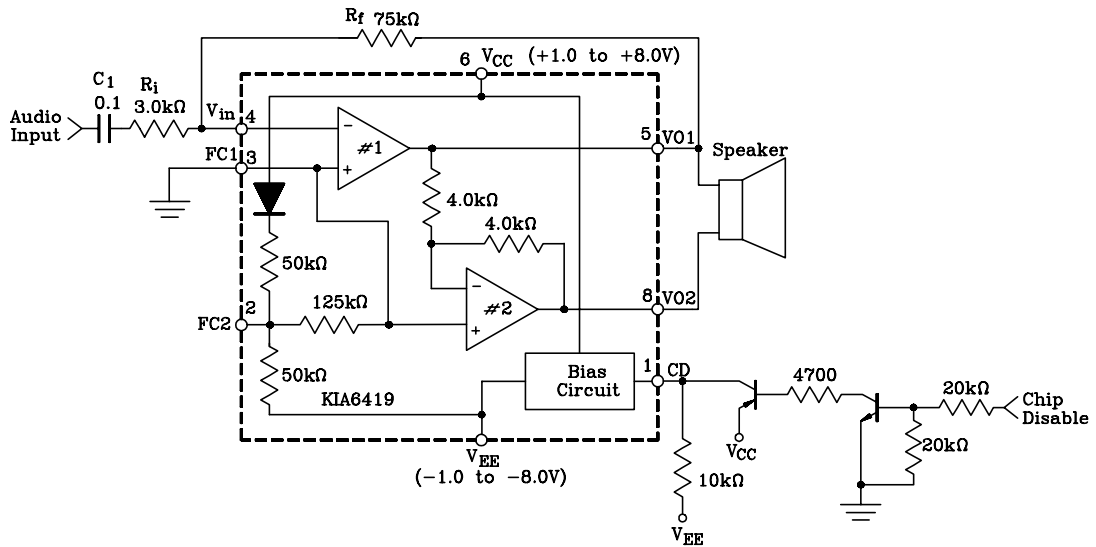 Rf 75kΩ
6 VCC (+1.0 to +8.0V)
C1
0.1
Ri
3.0kΩ
Audio
Input
Vin
4
FC1
3
−
+
#1
5
VO1
Speaker
4.0kΩ
4.0kΩ
50kΩ
2
FC2
125kΩ
−
+
#2
8
VO2
50kΩ
KIA6419
Bias
Circuit
1
CD
4700
20kΩ
Chip
Disable
20kΩ
VCC
10kΩ
VEE
(−1.0 to −8.0V)
VEE